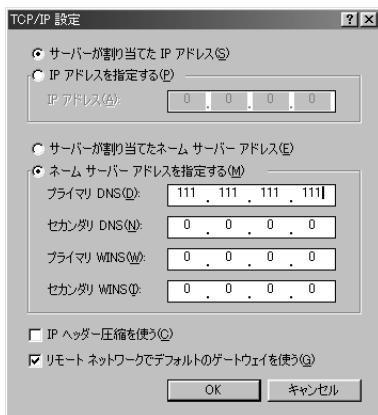 TCP/IP 設定
サーバーが割り当てた IP アドレス(S)
IP アドレスを指定する(P)
IP アドレス(A): 0 . 0 . 0 . 0
サーバーが割り当てたネーム サーバー アドレス(E)
ネーム サーバー アドレスを指定する(M)
プライマリ DNS(D): 111 . 111 . 111 . 111
セカンダリ DNS(N): 0 . 0 . 0 . 0
プライマリ WINS(W): 0 . 0 . 0 . 0
セカンダリ WINS(I): 0 . 0 . 0 . 0
IP ヘッダー圧縮を使う(C)
リモート ネットワークでデフォルトのゲートウェイを使う(G)
OK キャンセル